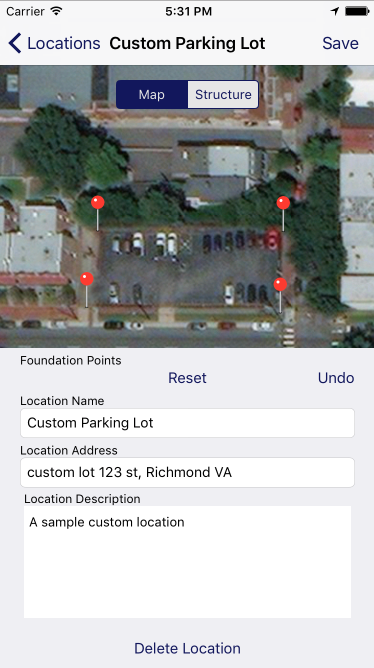 Carrier 5:31 PM
Locations Custom Parking Lot Save
Map Structure
Foundation Points
Reset Undo
Location Name
Custom Parking Lot
Location Address
custom lot 123 st, Richmond VA
Location Description
A sample custom location
Delete Location